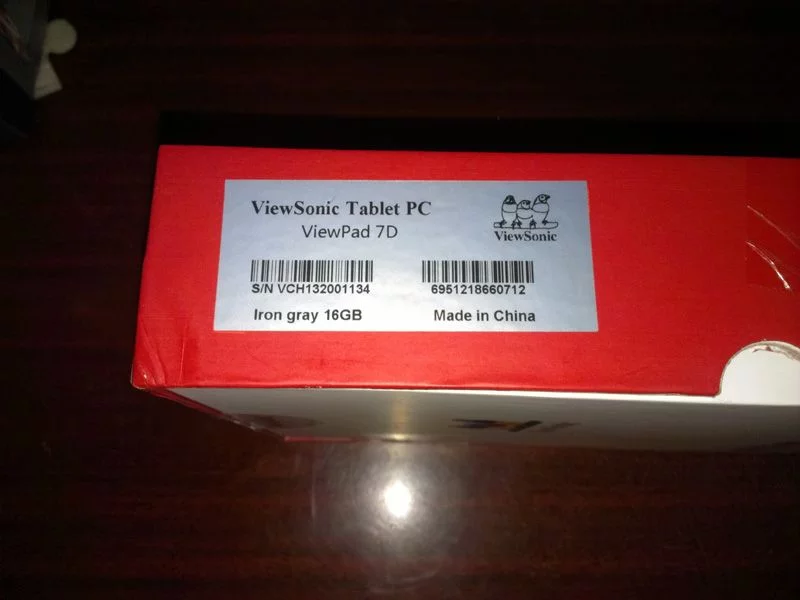 ViewSonic Tablet PC
ViewPad 7D
ViewSonic
S/N VCH132001134
6951218660712
Iron gray 16GB
Made in China